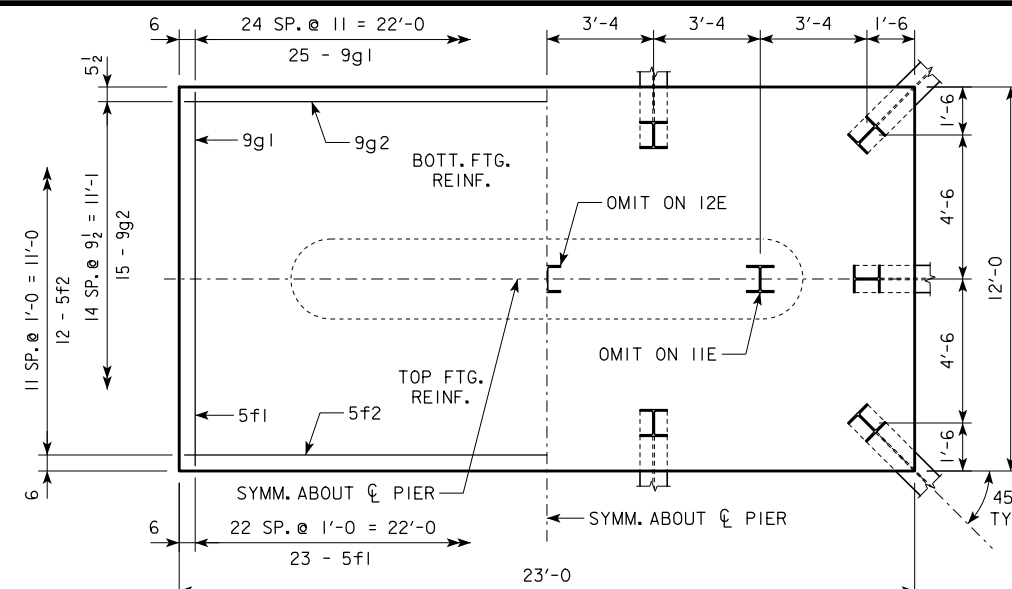 6
24 SP. @ 11 = 22'-0
25 - 9g1
3'-4
3'-4
3'-4
1'-6
5 1/2
9g1
9g2
BOTT. FTG.
REINF.
OMIT ON 12E
1'-6
4'-6
12'-0
4'-6
1'-6
11 SP. @ 1'-0 = 11'-0
12 - 5f2
14 SP. @ 9 1/2 = 11'-1
15 - 9g2
OMIT ON 11E
TOP FTG.
REINF.
5f1
5f2
6
SYMM. ABOUT ℄ PIER
SYMM. ABOUT ℄ PIER
45
TY
6
22 SP. @ 1'-0 = 22'-0
23 - 5f1
23'-0